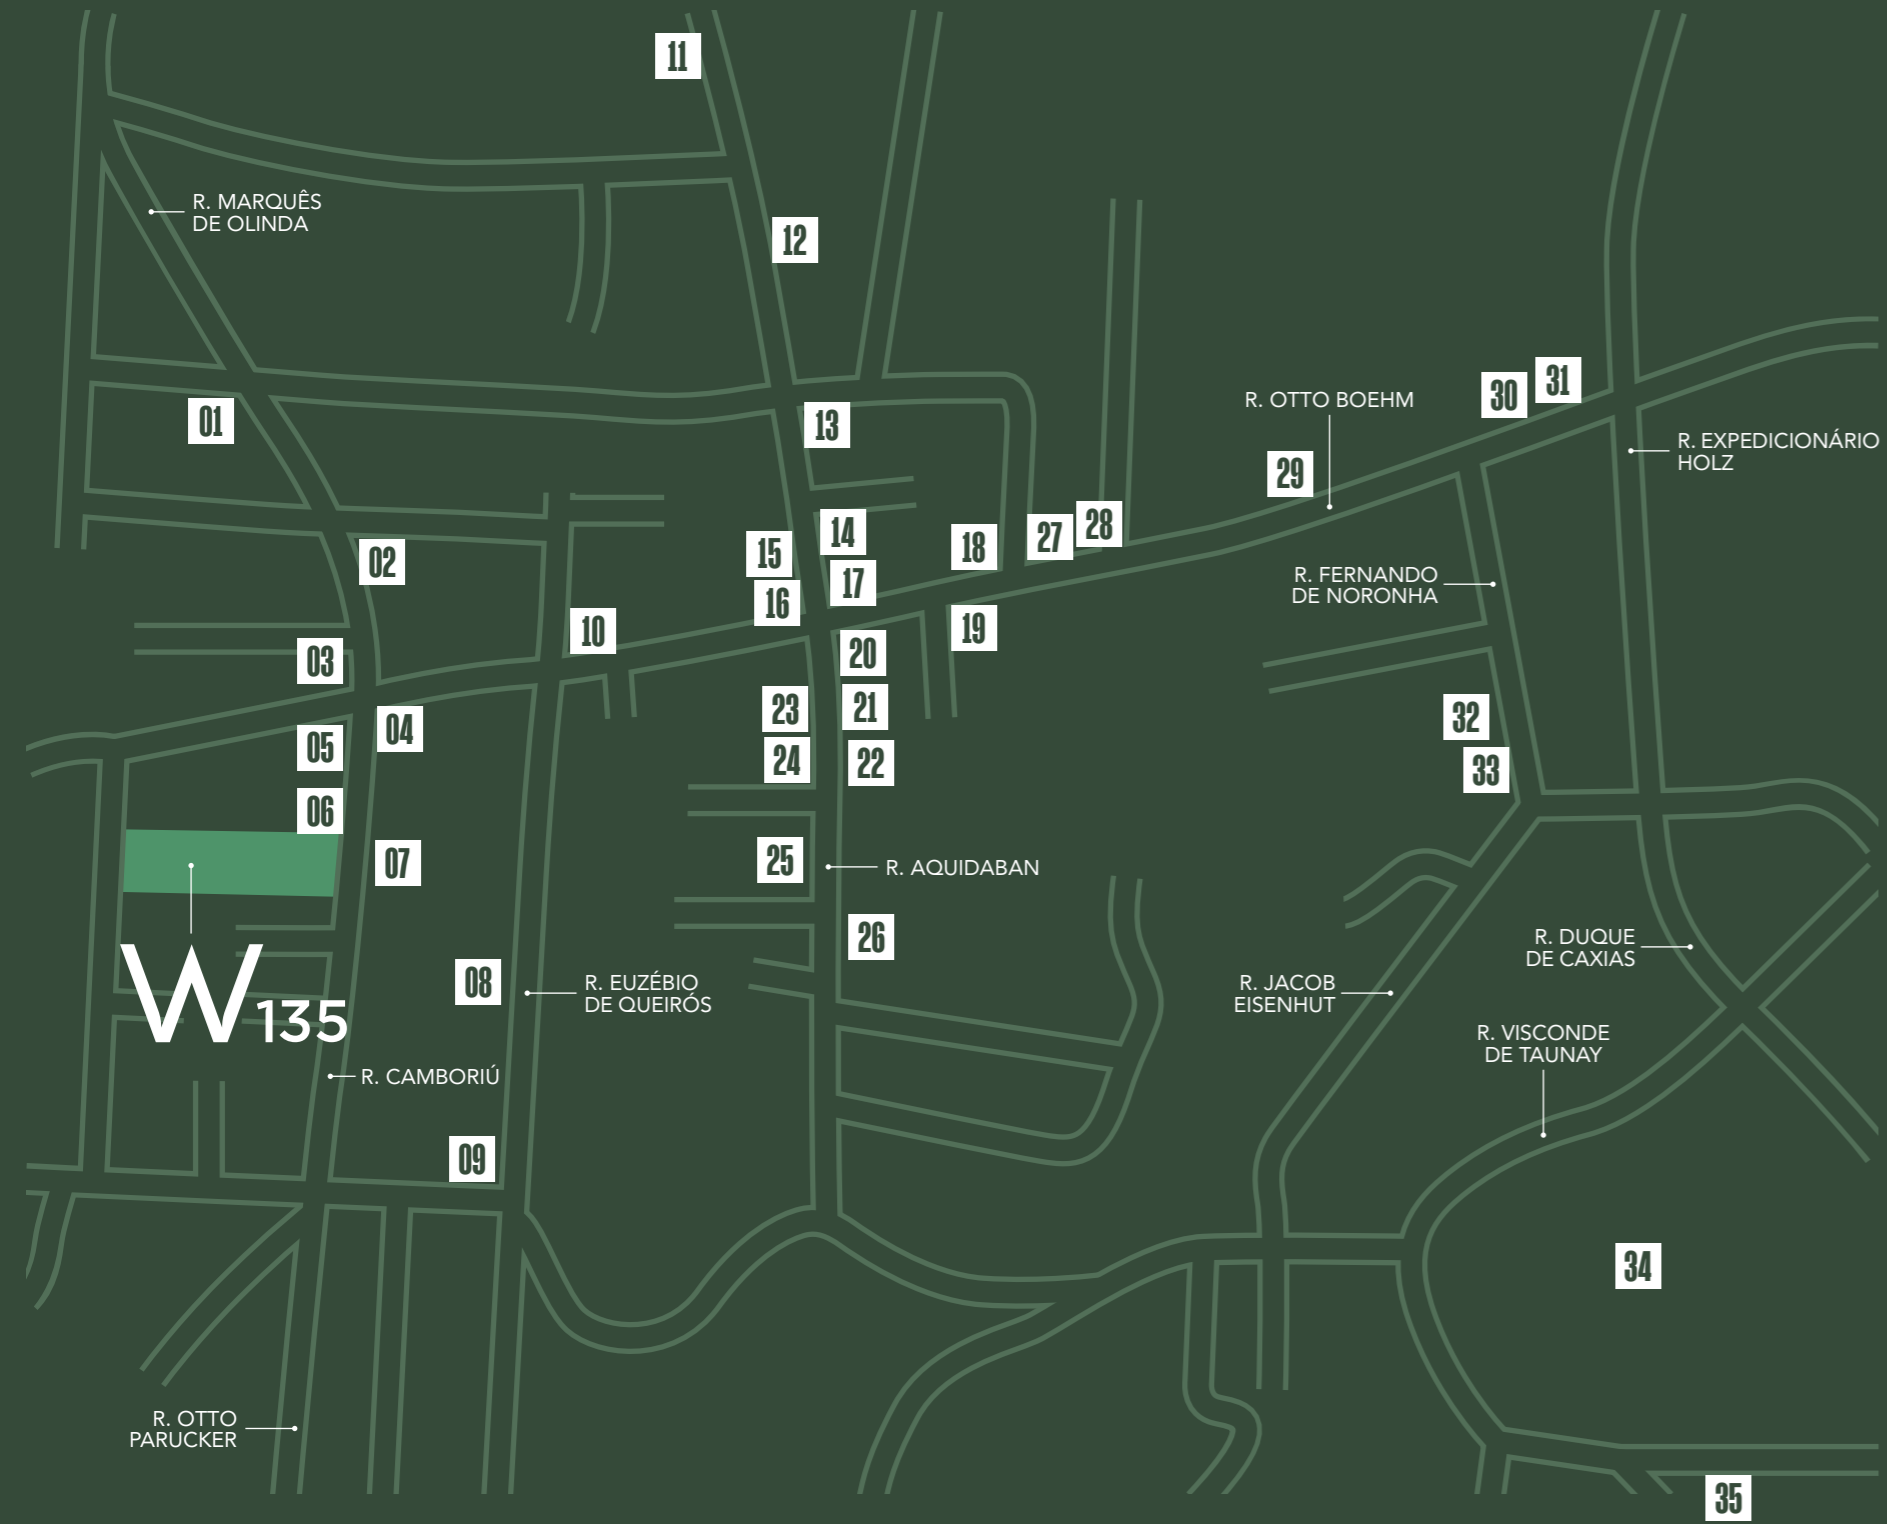 11
R. MARQUÊS
DE OLINDA
12
01
13
R. OTTO BOEHM
30
31
R. EXPEDICIONÁRIO
HOLZ
29
02
15
14
18
27
28
16
17
R. FERNANDO
DE NORONHA
10
19
03
20
04
05
23
21
32
24
22
33
06
07
25
R. AQUIDABAN
26
R. DUQUE
DE CAXIAS
W135
08
R. EUZÉBIO
DE QUEIRÓS
R. JACOB
EISENHUT
R. VISCONDE
DE TAUNAY
R. CAMBORIÚ
09
34
R. OTTO
PARUCKER
35